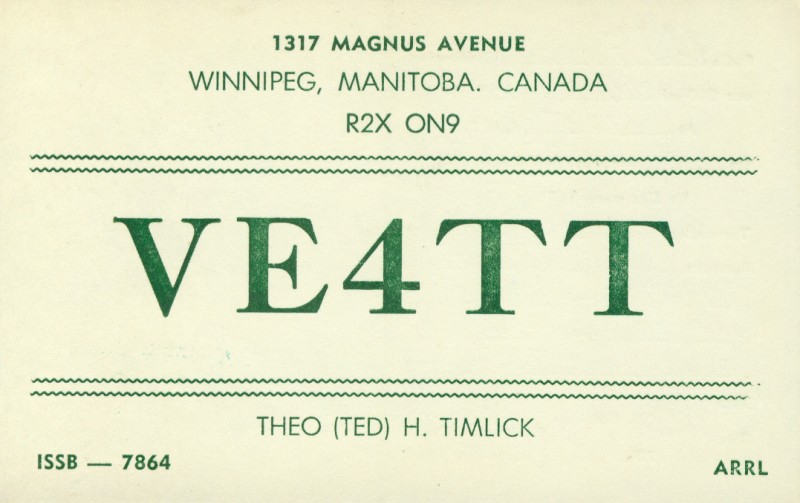 1317 MAGNUS AVENUE
WINNIPEG, MANITOBA. CANADA
R2X ON9
VE4TT
THEO (TED) H. TIMLICK
ISSB — 7864
ARRL